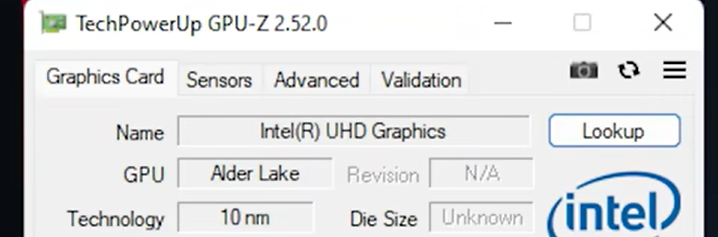 TechPowerUp GPU-Z 2.52.0
Graphics Card Sensors Advanced Validation
Name Intel(R) UHD Graphics Lookup
GPU Alder Lake Revision N/A
Technology 10 nm Die Size Unknown
intel